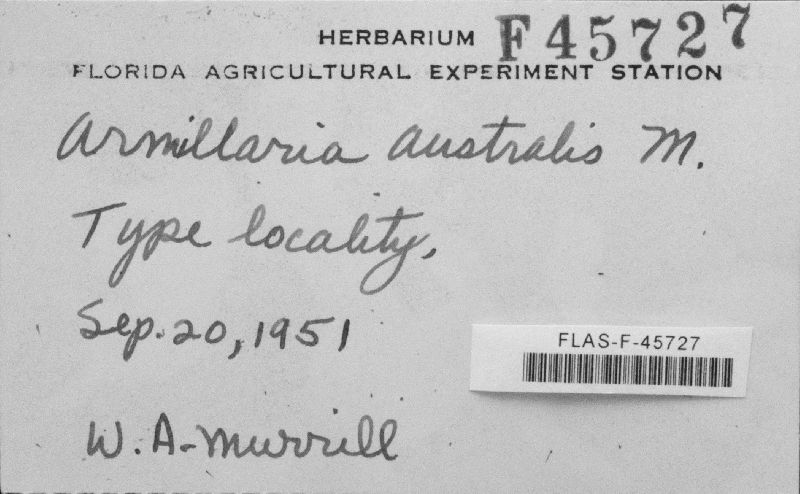 HERBARIUM F45727
FLORIDA AGRICULTURAL EXPERIMENT STATION
Armillaria australis M.
Type locality,
Sep. 20, 1951
FLAS-F-45727
W. A. Murrill